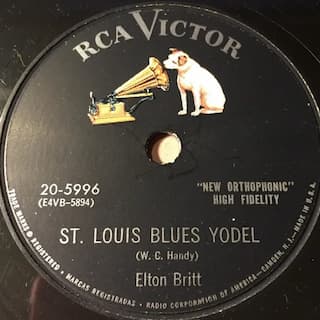 RCA VICTOR
20-5996
(E4VB-5894)
"NEW ORTHOPHONIC"
HIGH FIDELITY
ST. LOUIS BLUES YODEL
(W. C. Handy)
Elton Britt
TRADE MARKS ® REGISTERED • MARCAS REGISTRADAS • RADIO CORPORATION OF AMERICA—CAMDEN, N. J.—MADE IN U.S.A.